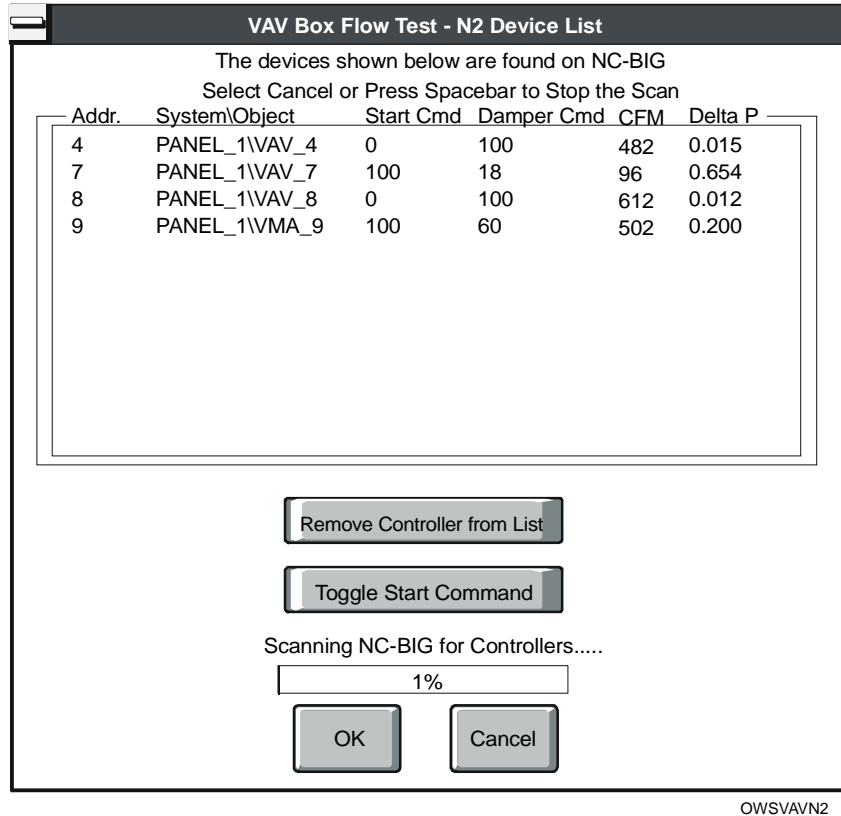 VAV Box Flow Test - N2 Device List
The devices shown below are found on NC-BIG
Select Cancel or Press Spacebar to Stop the Scan
Addr. System\Object Start Cmd Damper Cmd CFM Delta P
4 PANEL_1\VAV_4 0 100 482 0.015
7 PANEL_1\VAV_7 100 18 96 0.654
8 PANEL_1\VAV_8 0 100 612 0.012
9 PANEL_1\VMA_9 100 60 502 0.200
Remove Controller from List
Toggle Start Command
Scanning NC-BIG for Controllers.....
1%
OK Cancel
OWSVAVN2